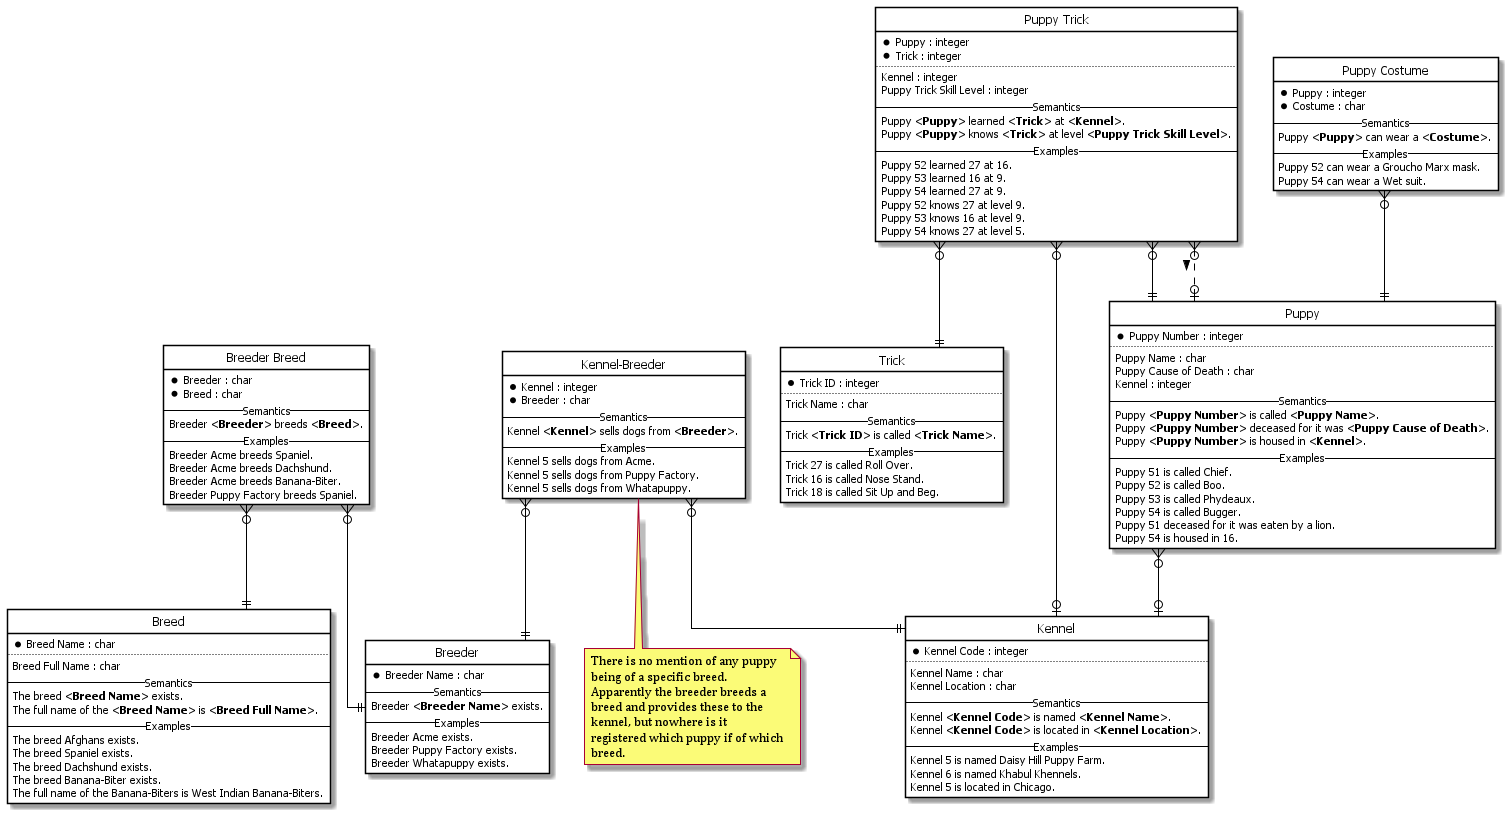 Puppy Trick
Puppy : integer
Trick : integer
Kennel : integer
Puppy Trick Skill Level : integer
Semantics
Puppy <Puppy> learned <Trick> at <Kennel>.
Puppy <Puppy> knows <Trick> at level <Puppy Trick Skill Level>.
Examples
Puppy 52 learned 27 at 16.
Puppy 53 learned 16 at 9.
Puppy 54 learned 27 at 9.
Puppy 52 knows 27 at level 9.
Puppy 53 knows 16 at level 9.
Puppy 54 knows 27 at level 5.
Puppy Costume
Puppy : integer
Costume : char
Semantics
Puppy <Puppy> can wear a <Costume>.
Examples
Puppy 52 can wear a Groucho Marx mask.
Puppy 54 can wear a Wet suit.
Breeder Breed
Breeder : char
Breed : char
Semantics
Breeder <Breeder> breeds <Breed>.
Examples
Breeder Acme breeds Spaniel.
Breeder Acme breeds Dachshund.
Breeder Acme breeds Banana-Biter.
Breeder Puppy Factory breeds Spaniel.
Kennel-Breeder
Kennel : integer
Breeder : char
Semantics
Kennel <Kennel> sells dogs from <Breeder>.
Examples
Kennel 5 sells dogs from Acme.
Kennel 5 sells dogs from Puppy Factory.
Kennel 5 sells dogs from Whatapuppy.
Trick
Trick ID : integer
Trick Name : char
Semantics
Trick <Trick ID> is called <Trick Name>.
Examples
Trick 27 is called Roll Over.
Trick 16 is called Nose Stand.
Trick 18 is called Sit Up and Beg.
Puppy
Puppy Number : integer
Puppy Name : char
Puppy Cause of Death : char
Kennel : integer
Semantics
Puppy <Puppy Number> is called <Puppy Name>.
Puppy <Puppy Number> deceased for it was <Puppy Cause of Death>.
Puppy <Puppy Number> is housed in <Kennel>.
Examples
Puppy 51 is called Chief.
Puppy 52 is called Boo.
Puppy 53 is called Phydeaux.
Puppy 54 is called Bugger.
Puppy 51 deceased for it was eaten by a lion.
Puppy 54 is housed in 16.
Breed
Breed Name : char
Breed Full Name : char
Semantics
The breed <Breed Name> exists.
The full name of the <Breed Name> is <Breed Full Name>.
Examples
The breed Afghans exists.
The breed Spaniel exists.
The breed Dachshund exists.
The breed Banana-Biter exists.
The full name of the Banana-Biters is West Indian Banana-Biters.
Breeder
Breeder Name : char
Semantics
Breeder <Breeder Name> exists.
Examples
Breeder Acme exists.
Breeder Puppy Factory exists.
Breeder Whatapuppy exists.
There is no mention of any puppy
being of a specific breed.
Apparently the breeder breeds a
breed and provides these to the
kennel, but nowhere is it
registered which puppy if of which
breed.
Kennel
Kennel Code : integer
Kennel Name : char
Kennel Location : char
Semantics
Kennel <Kennel Code> is named <Kennel Name>.
Kennel <Kennel Code> is located in <Kennel Location>.
Examples
Kennel 5 is named Daisy Hill Puppy Farm.
Kennel 6 is named Khabul Khennels.
Kennel 5 is located in Chicago.